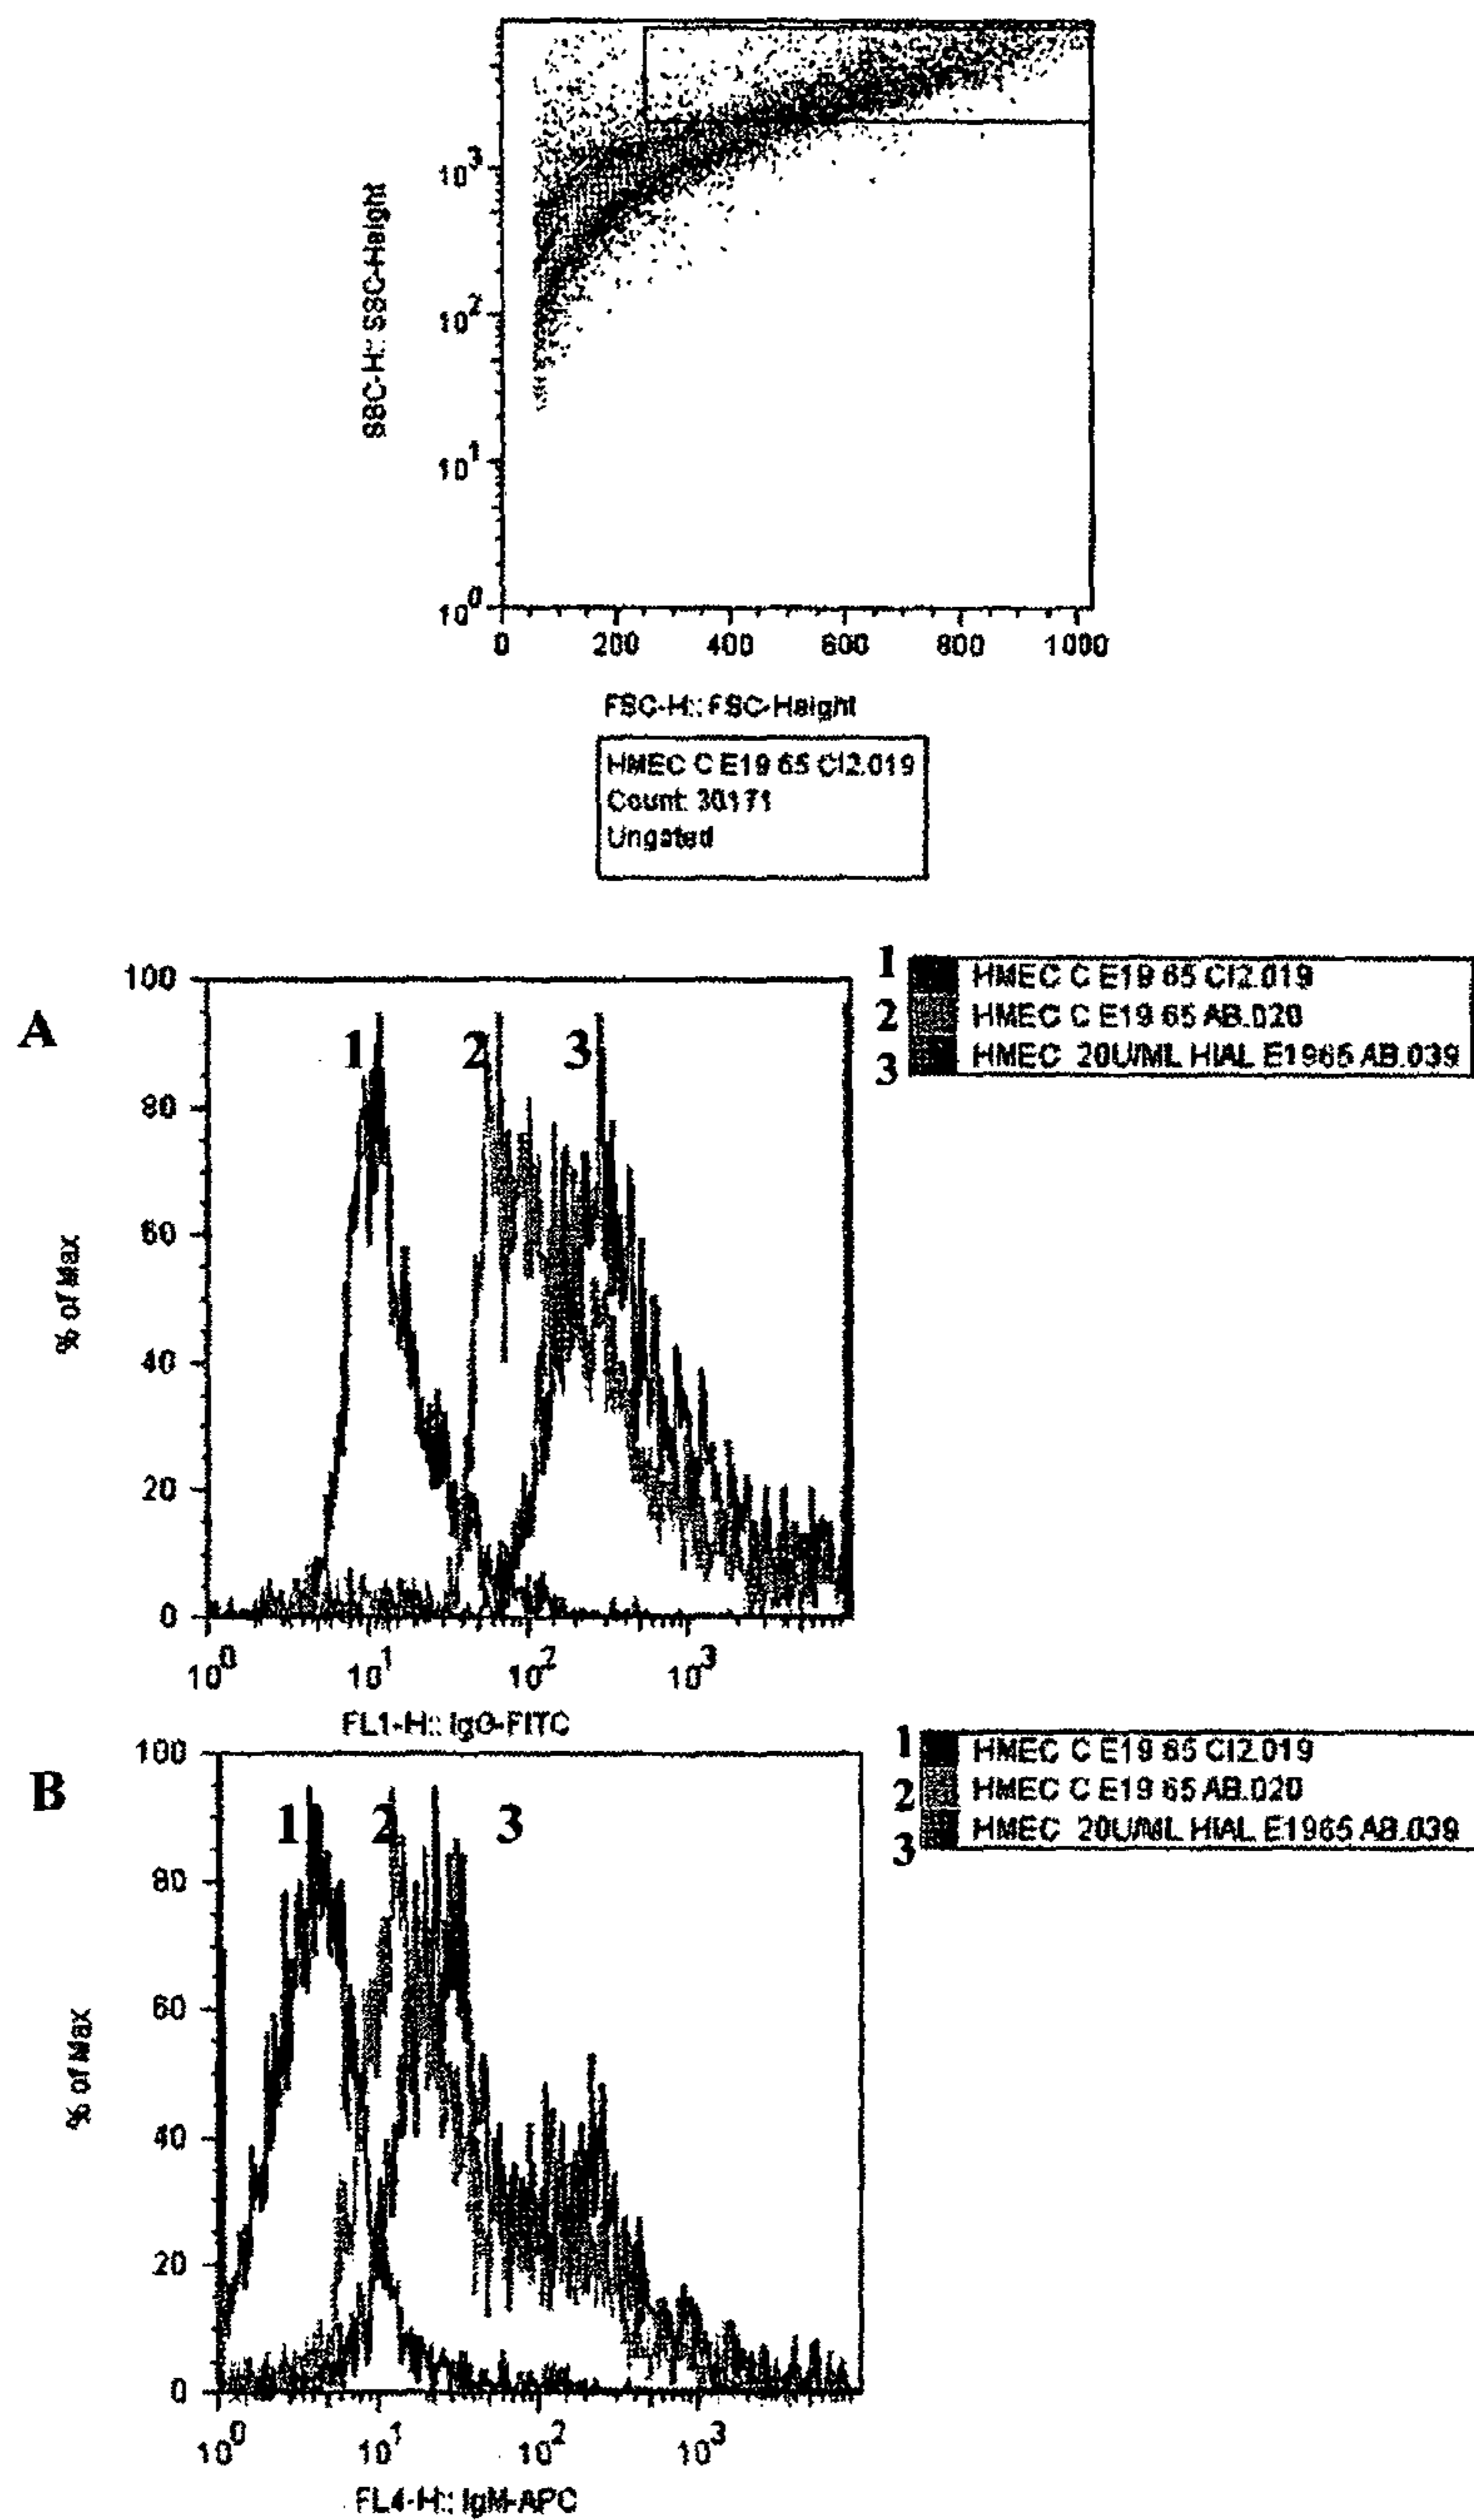 10^3
10^2
10^1
10^0
SSC-H:: SSC-Height
0 200 400 600 800 1000
FSC-H:: FSC-Height
HMEC C E19 65 CI2.019
Count: 30171
Ungated
A
1 HMEC C E19 65 CI2.019
2 HMEC C E19 65 AB.020
3 HMEC 20U/ML HIAL E1965 AB.039
1 2 3
100
80
60
40
20
0
% of Max
10^0 10^1 10^2 10^3
FL1-H:: IgG-FITC
B
1 HMEC C E19 65 CI2.019
2 HMEC C E19 65 AB.020
3 HMEC 20U/ML HIAL E1965 AB.039
1 2 3
100
80
60
40
20
0
% of Max
10^0 10^1 10^2 10^3
FL4-H:: IgM-APC